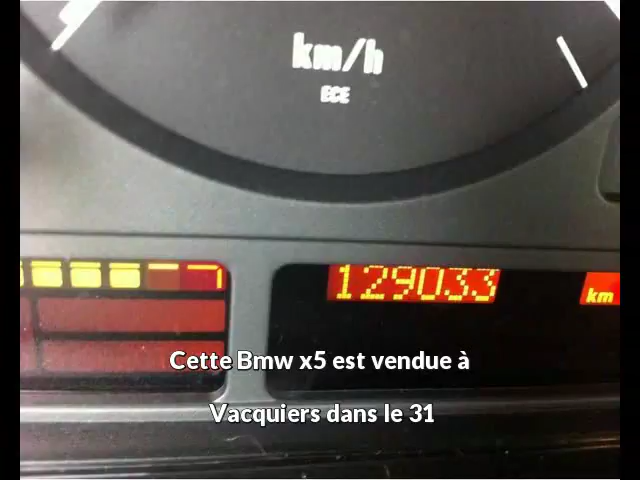 km/h
ECE
129033
km
Cette Bmw x5 est vendue à
Vacquiers dans le 31